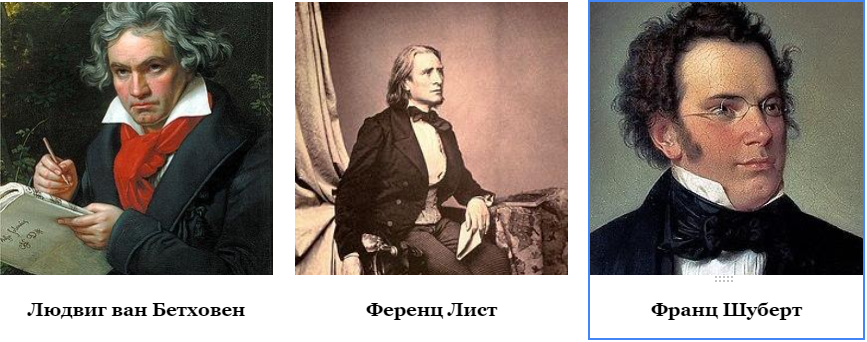 Людвиг ван Бетховен
Ференц Лист
Франц Шуберт